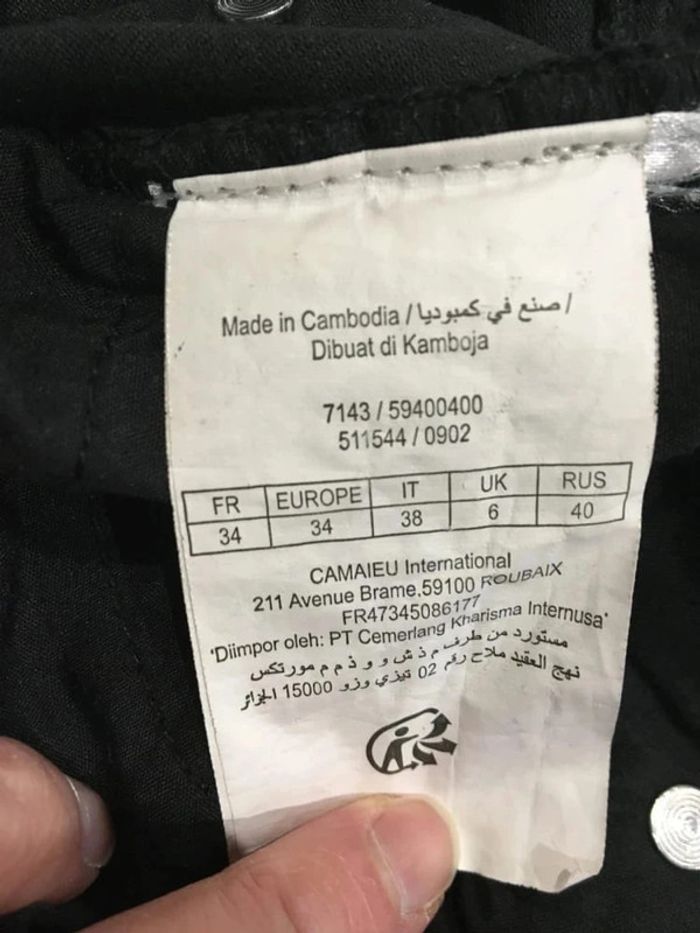 Made in Cambodia / صنع في كمبوديا /
Dibuat di Kamboja
7143 / 59400400
511544 / 0902
FR EUROPE IT UK RUS
34 34 38 6 40
CAMAIEU International
211 Avenue Brame.59100 ROUBAIX
FR47345086177
"Diimpor oleh: PT Cemerlang Kharisma Internusa"
مستورد من طرف م ذ ش و و ذ م م مورتكس
نهج العقيد ملاح رقم 02 تيزي وزو 15000 الجزائر